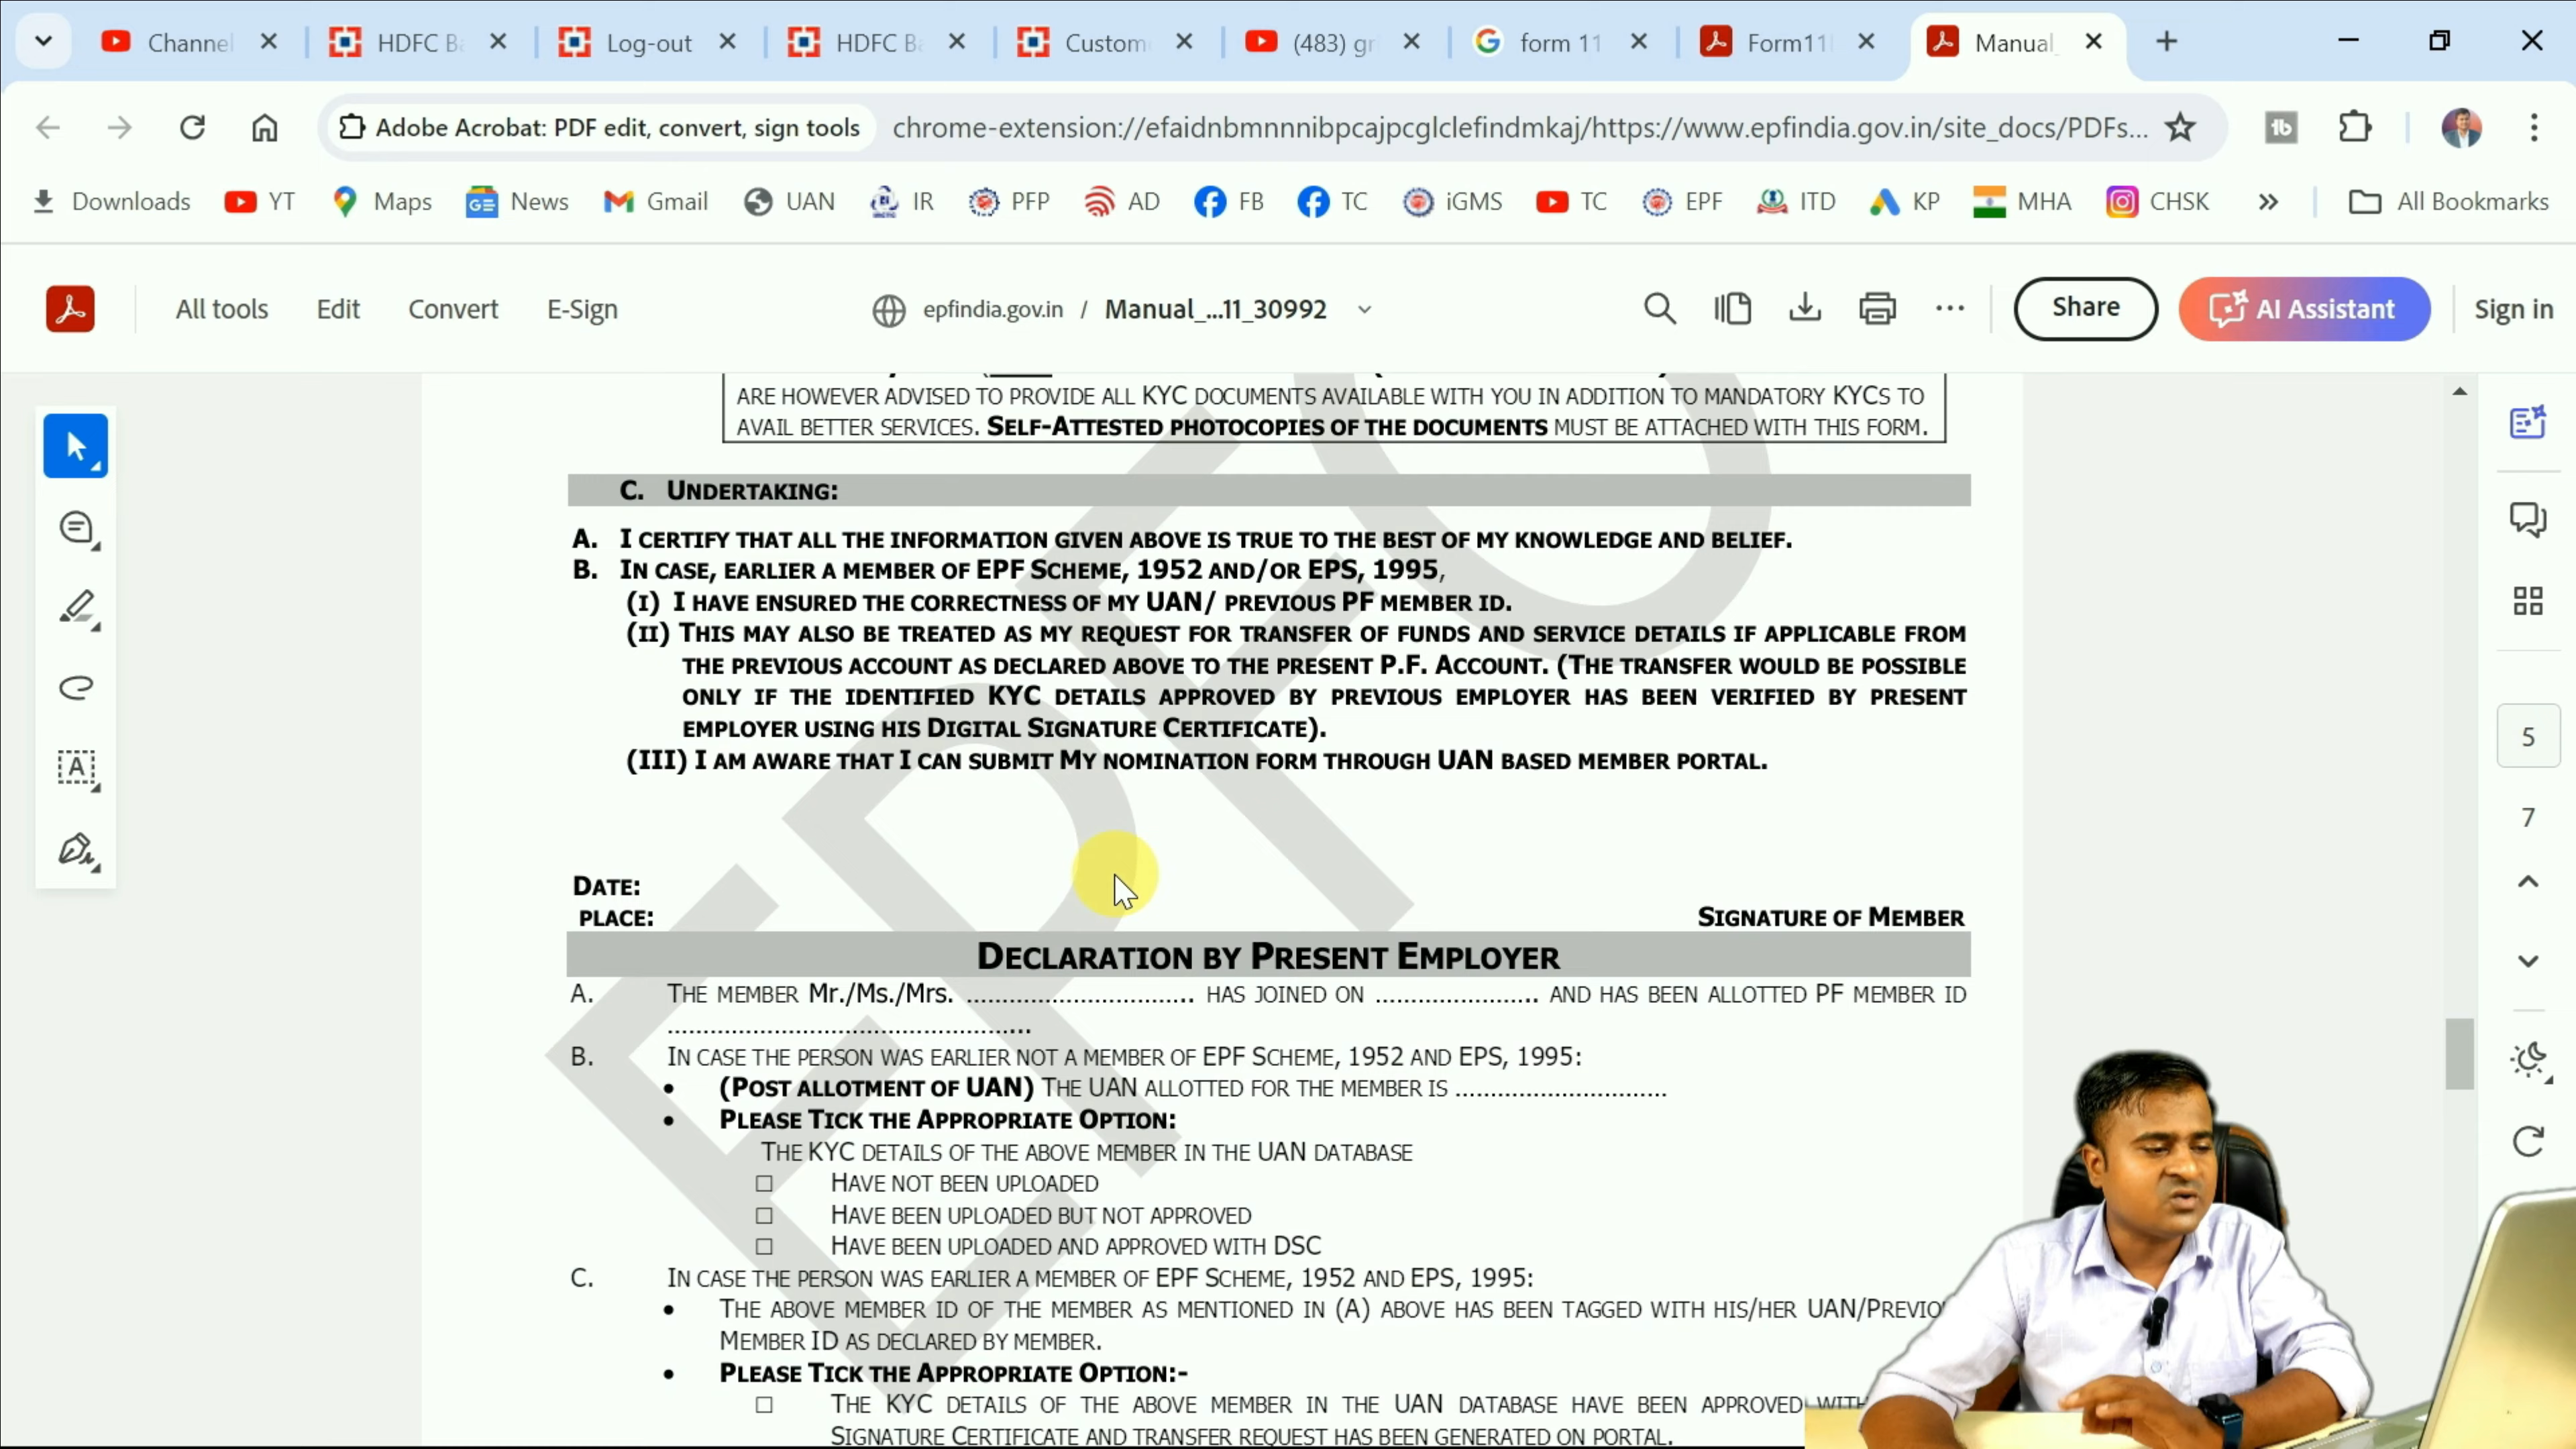 Channel
HDFC Ba
Log-out
HDFC Ba
Custom
(483) gr
form 11
Form11
Manual_
Adobe Acrobat: PDF edit, convert, sign tools
chrome-extension://efaidnbmnnnibpcajpcglclefindmkaj/https://www.epfindia.gov.in/site_docs/PDFs...
Downloads
YT
Maps
News
Gmail
UAN
IR
PFP
AD
FB
TC
iGMS
TC
EPF
ITD
KP
MHA
CHSK
»
All Bookmarks
All tools
Edit
Convert
E-Sign
epfindia.gov.in / Manual_...11_30992
Share
AI Assistant
Sign in
ARE HOWEVER ADVISED TO PROVIDE ALL KYC DOCUMENTS AVAILABLE WITH YOU IN ADDITION TO MANDATORY KYCS TO
AVAIL BETTER SERVICES. SELF-ATTESTED PHOTOCOPIES OF THE DOCUMENTS MUST BE ATTACHED WITH THIS FORM.
C. UNDERTAKING:
A. I CERTIFY THAT ALL THE INFORMATION GIVEN ABOVE IS TRUE TO THE BEST OF MY KNOWLEDGE AND BELIEF.
B. IN CASE, EARLIER A MEMBER OF EPF SCHEME, 1952 AND/OR EPS, 1995,
(I) I HAVE ENSURED THE CORRECTNESS OF MY UAN/ PREVIOUS PF MEMBER ID.
(II) THIS MAY ALSO BE TREATED AS MY REQUEST FOR TRANSFER OF FUNDS AND SERVICE DETAILS IF APPLICABLE FROM
THE PREVIOUS ACCOUNT AS DECLARED ABOVE TO THE PRESENT P.F. ACCOUNT. (THE TRANSFER WOULD BE POSSIBLE
ONLY IF THE IDENTIFIED KYC DETAILS APPROVED BY PREVIOUS EMPLOYER HAS BEEN VERIFIED BY PRESENT
EMPLOYER USING HIS DIGITAL SIGNATURE CERTIFICATE).
(III) I AM AWARE THAT I CAN SUBMIT MY NOMINATION FORM THROUGH UAN BASED MEMBER PORTAL.
DATE:
PLACE:
SIGNATURE OF MEMBER
DECLARATION BY PRESENT EMPLOYER
A. THE MEMBER Mr./Ms./Mrs. ................................ HAS JOINED ON ....................... AND HAS BEEN ALLOTTED PF MEMBER ID
...................................................
B. IN CASE THE PERSON WAS EARLIER NOT A MEMBER OF EPF SCHEME, 1952 AND EPS, 1995:
• (POST ALLOTMENT OF UAN) THE UAN ALLOTTED FOR THE MEMBER IS .............................
• PLEASE TICK THE APPROPRIATE OPTION:
THE KYC DETAILS OF THE ABOVE MEMBER IN THE UAN DATABASE
☐ HAVE NOT BEEN UPLOADED
☐ HAVE BEEN UPLOADED BUT NOT APPROVED
☐ HAVE BEEN UPLOADED AND APPROVED WITH DSC
C. IN CASE THE PERSON WAS EARLIER A MEMBER OF EPF SCHEME, 1952 AND EPS, 1995:
• THE ABOVE MEMBER ID OF THE MEMBER AS MENTIONED IN (A) ABOVE HAS BEEN TAGGED WITH HIS/HER UAN/PREVIO
MEMBER ID AS DECLARED BY MEMBER.
• PLEASE TICK THE APPROPRIATE OPTION:-
☐ THE KYC DETAILS OF THE ABOVE MEMBER IN THE UAN DATABASE HAVE BEEN APPROVED WITH
SIGNATURE CERTIFICATE AND TRANSFER REQUEST HAS BEEN GENERATED ON PORTAL.
5
7
EPFO